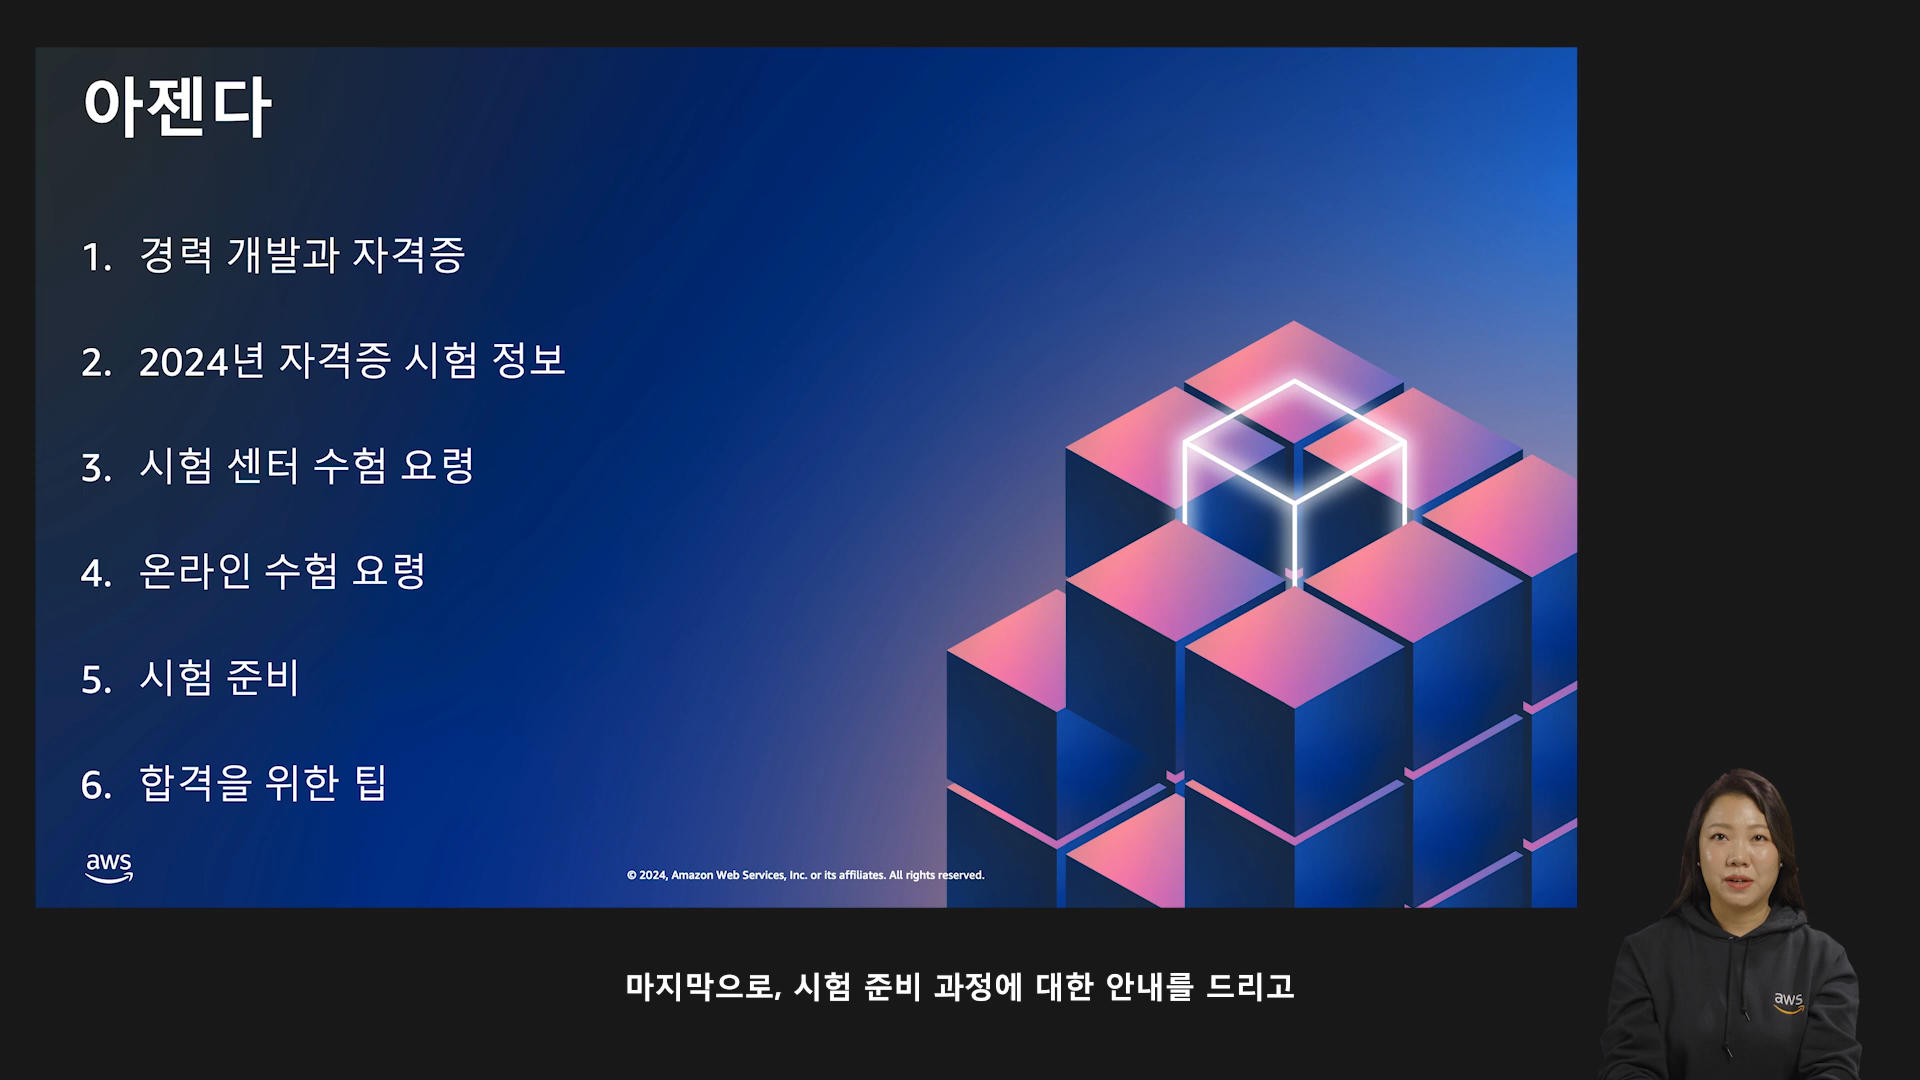 아젠다
1. 경력 개발과 자격증
2. 2024년 자격증 시험 정보
3. 시험 센터 수험 요령
4. 온라인 수험 요령
5. 시험 준비
6. 합격을 위한 팁
aws
© 2024, Amazon Web Services, Inc. or its affiliates. All rights reserved.
aws
마지막으로, 시험 준비 과정에 대한 안내를 드리고